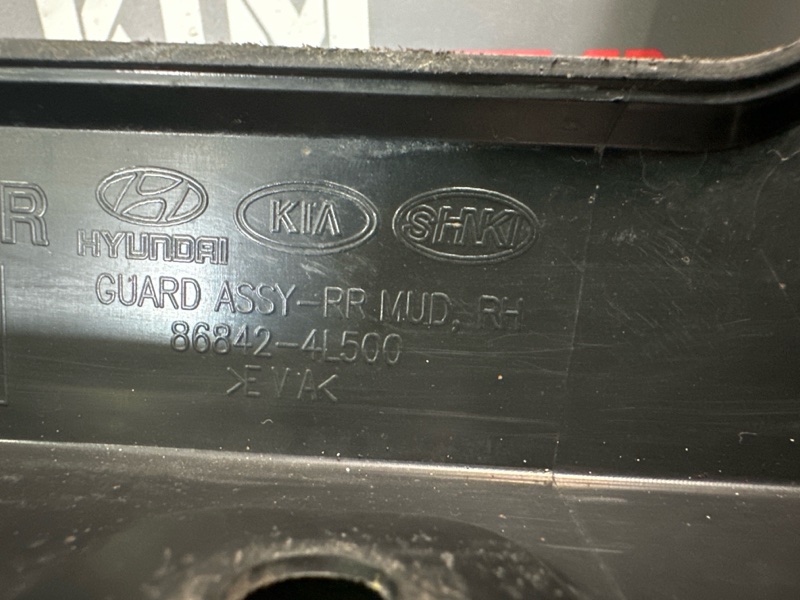 R
HYUNDAI
KIA
SHKI
GUARD ASSY-RR MUD, RH
86842-4L500
>EVA<